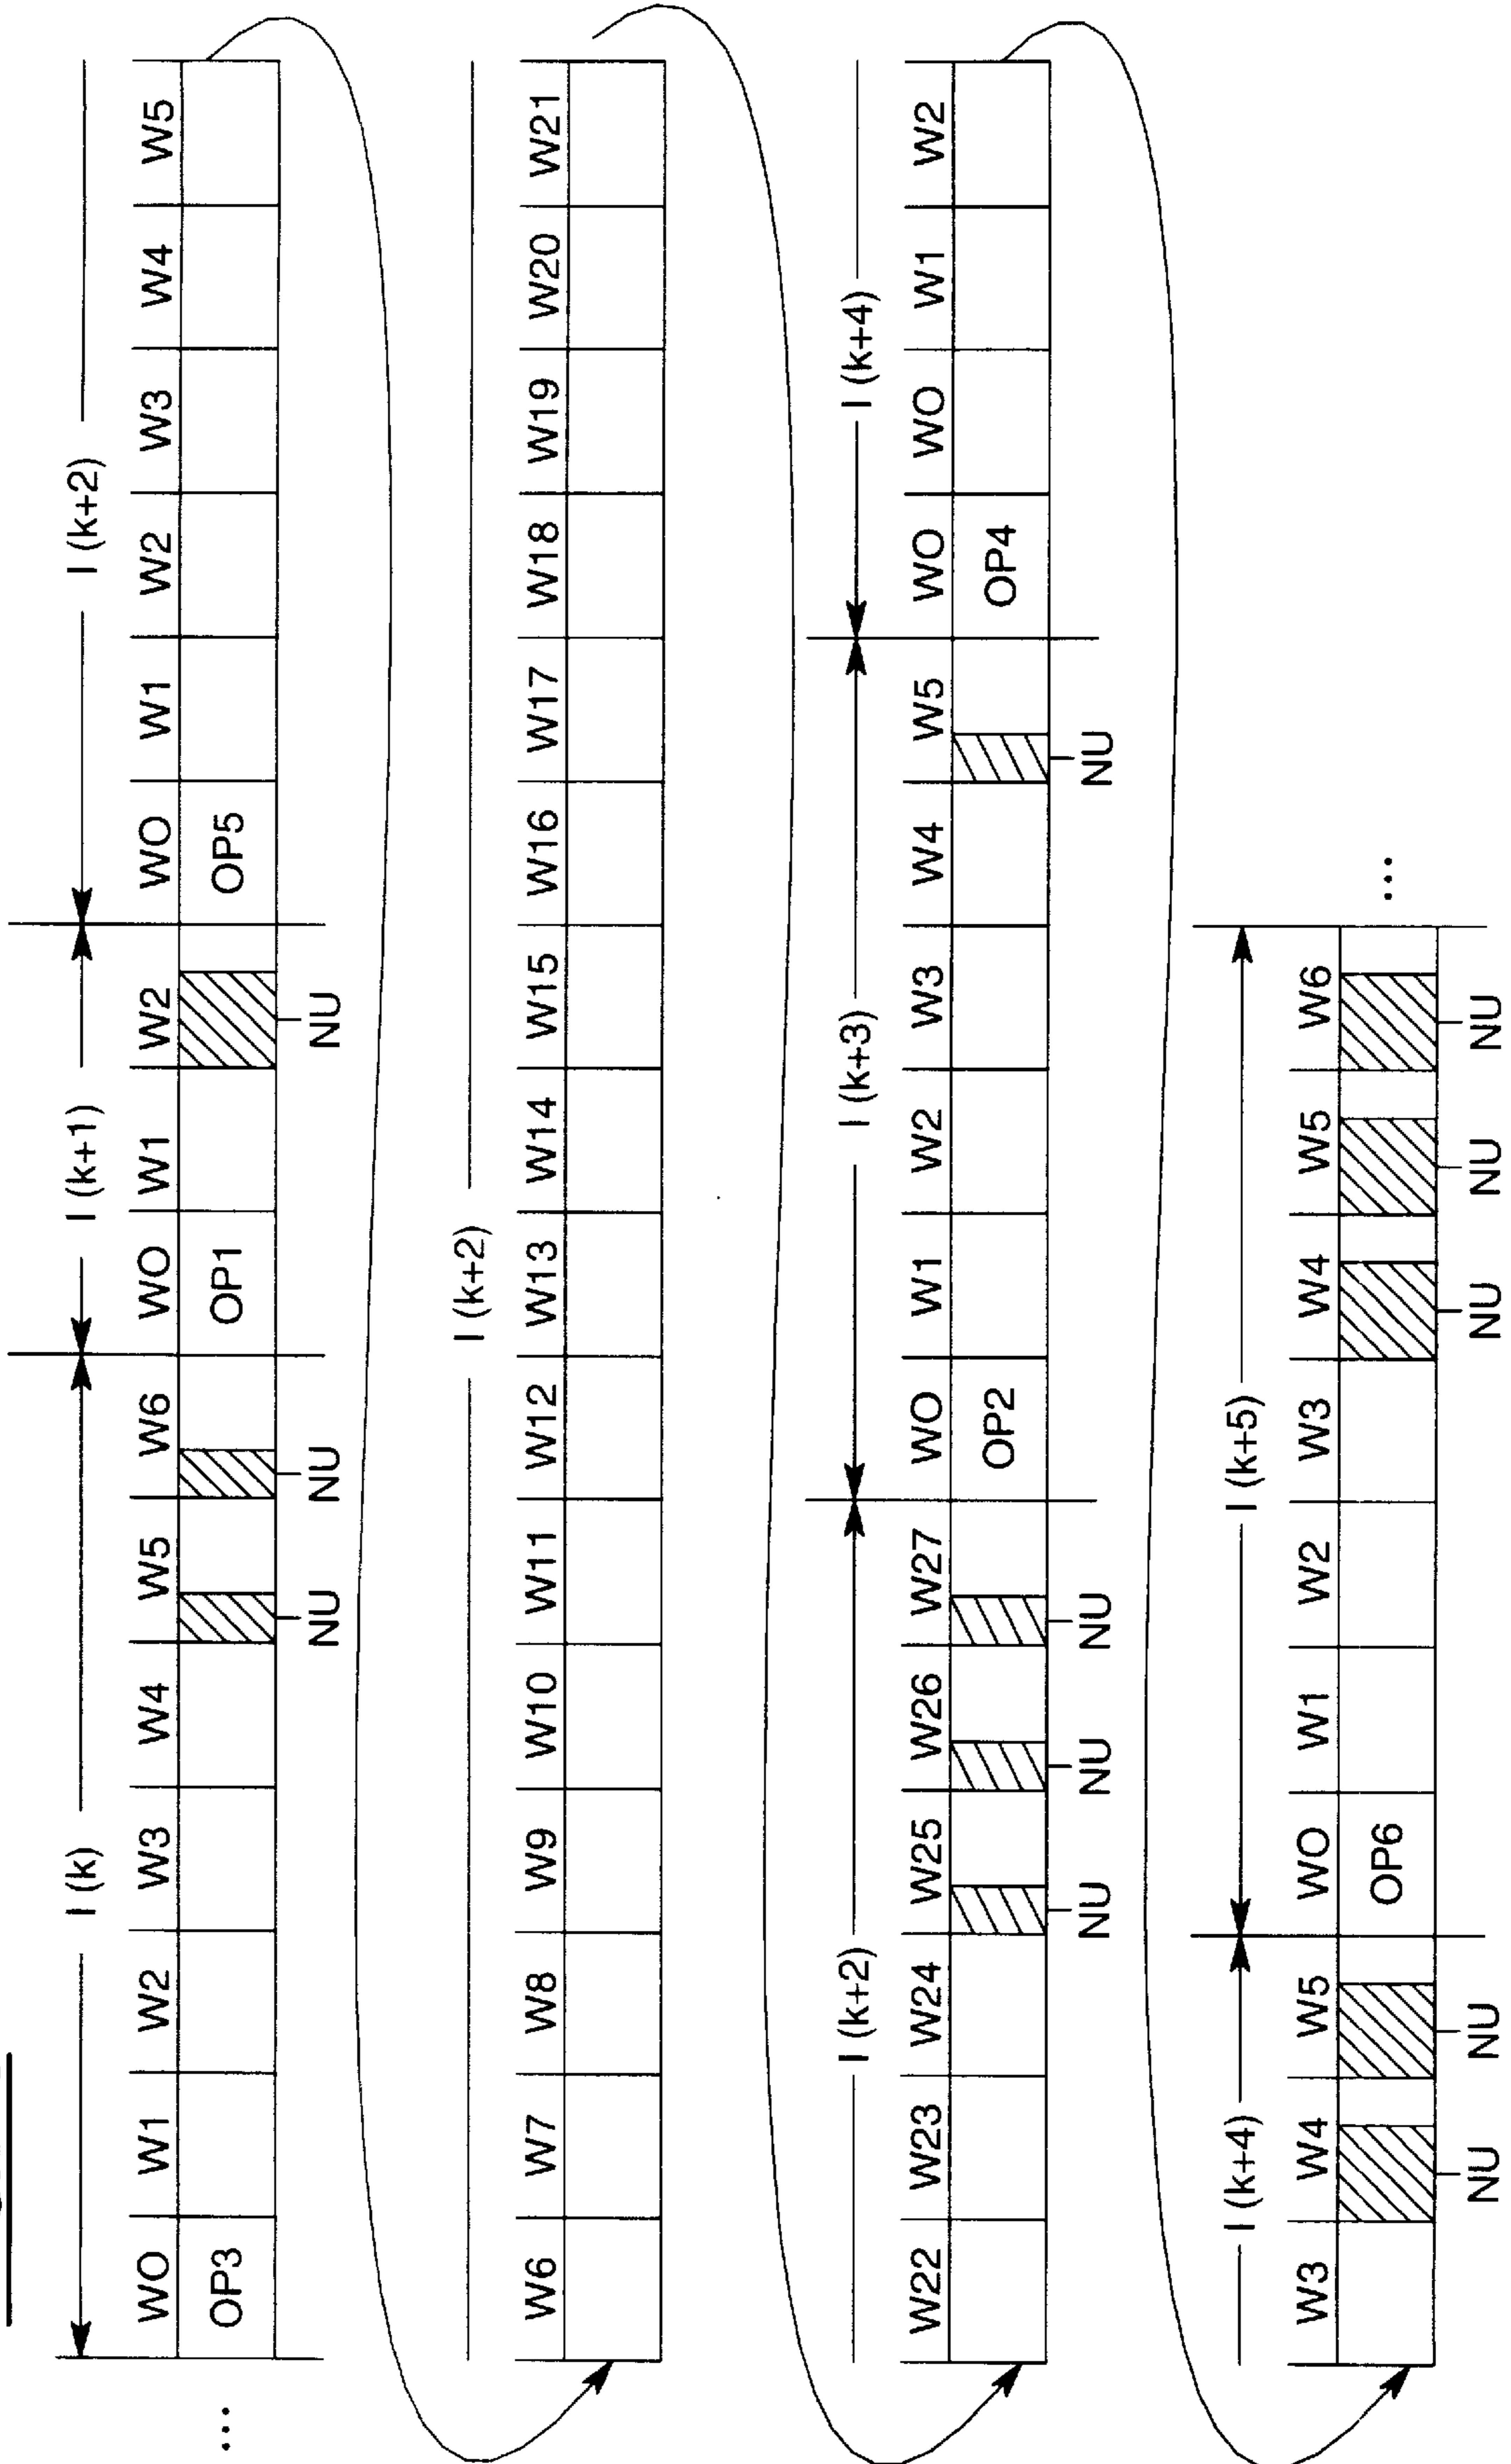 I (k) I (k+1) I (k+2)
WO W1 W2 W3 W4 W5 W6 WO W1 W2 WO W1 W2 W3 W4 W5
... OP3 OP1 OP5
NU NU NU
I (k+2)
W6 W7 W8 W9 W10 W11 W12 W13 W14 W15 W16 W17 W18 W19 W20 W21
I (k+2) I (k+3) I (k+4)
W22 W23 W24 W25 W26 W27 WO W1 W2 W3 W4 W5 WO WO W1 W2
OP2 OP4
NU NU NU NU
I (k+4) I (k+5)
W3 W4 W5 WO W1 W2 W3 W4 W5 W6
OP6 ...
NU NU NU NU NU